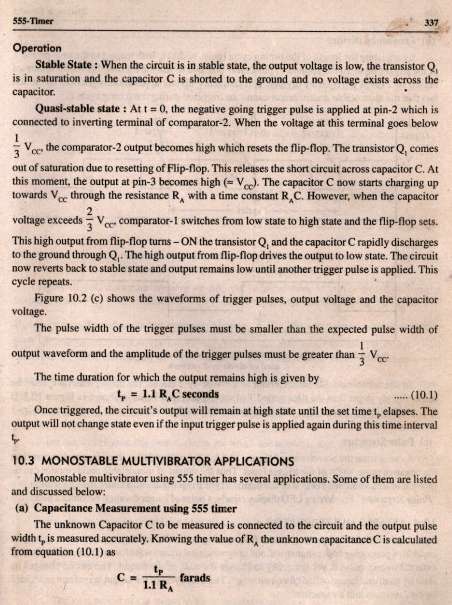 555-Timer 337
Operation
Stable State : When the circuit is in stable state, the output voltage is low, the transistor Q₁
is in saturation and the capacitor C is shorted to the ground and no voltage exists across the
capacitor.
Quasi-stable state : At t = 0, the negative going trigger pulse is applied at pin-2 which is
connected to inverting terminal of comparator-2. When the voltage at this terminal goes below
1/3 V_CC, the comparator-2 output becomes high which resets the flip-flop. The transistor Q₁ comes
out of saturation due to resetting of Flip-flop. This releases the short circuit across capacitor C. At
this moment, the output at pin-3 becomes high (≈ V_CC). The capacitor C now starts charging up
towards V_CC through the resistance R_A with a time constant R_AC. However, when the capacitor
voltage exceeds 2/3 V_CC, comparator-1 switches from low state to high state and the flip-flop sets.
This high output from flip-flop turns – ON the transistor Q₁ and the capacitor C rapidly discharges
to the ground through Q₁. The high output from flip-flop drives the output to low state. The circuit
now reverts back to stable state and output remains low until another trigger pulse is applied. This
cycle repeats.
Figure 10.2 (c) shows the waveforms of trigger pulses, output voltage and the capacitor
voltage.
The pulse width of the trigger pulses must be smaller than the expected pulse width of
output waveform and the amplitude of the trigger pulses must be greater than 1/3 V_CC.
The time duration for which the output remains high is given by
t_P = 1.1 R_AC seconds ..... (10.1)
Once triggered, the circuit's output will remain at high state until the set time t_P elapses. The
output will not change state even if the input trigger pulse is applied again during this time interval
t_P.
10.3 MONOSTABLE MULTIVIBRATOR APPLICATIONS
Monostable multivibrator using 555 timer has several applications. Some of them are listed
and discussed below:
(a) Capacitance Measurement using 555 timer
The unknown Capacitor C to be measured is connected to the circuit and the output pulse
width t_P is measured accurately. Knowing the value of R_A the unknown capacitance C is calculated
from equation (10.1) as
C = t_P / 1.1 R_A farads